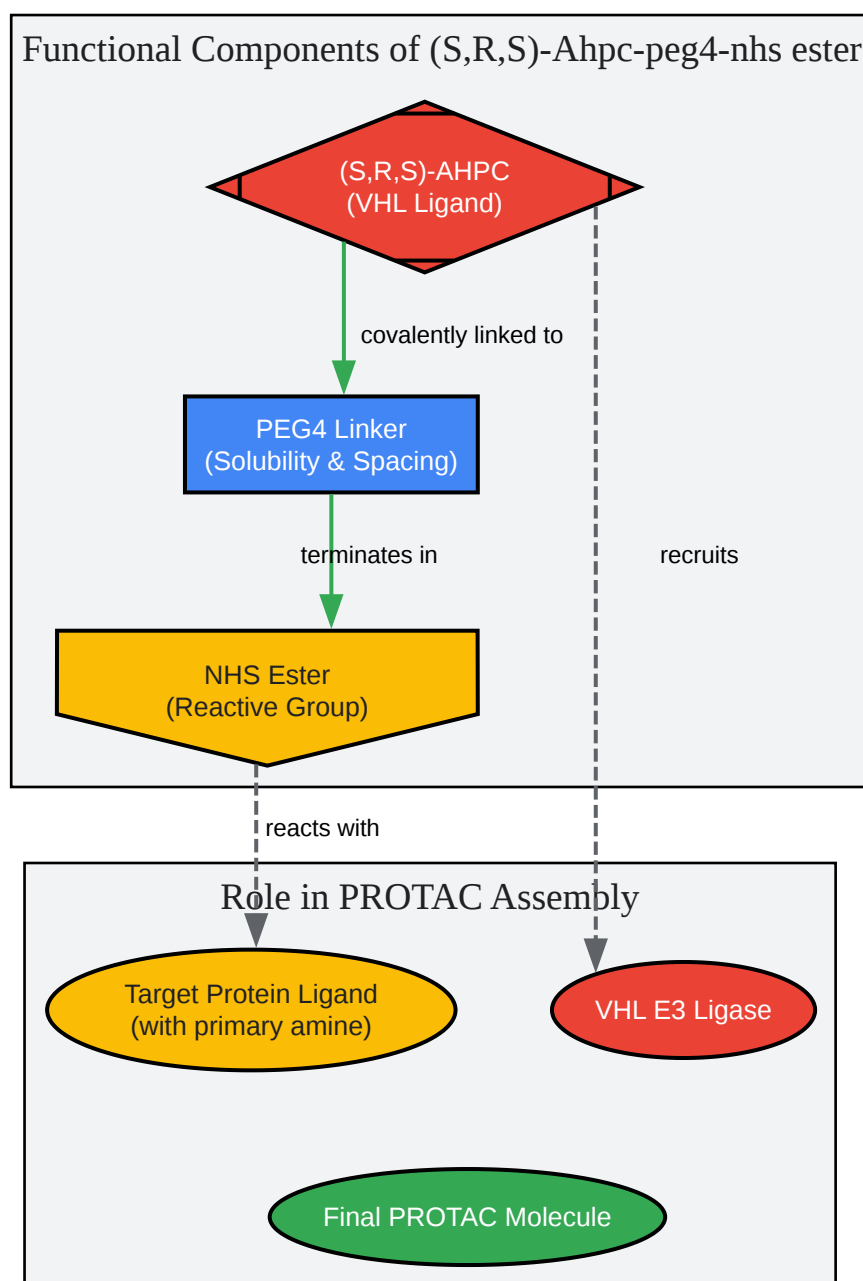 Functional Components of (S,R,S)-Ahpc-peg4-nhs ester
(S,R,S)-AHPC
(VHL Ligand)
covalently linked to
PEG4 Linker
(Solubility & Spacing)
terminates in
recruits
NHS Ester
(Reactive Group)
reacts with
Role in PROTAC Assembly
Target Protein Ligand
(with primary amine)
VHL E3 Ligase
Final PROTAC Molecule